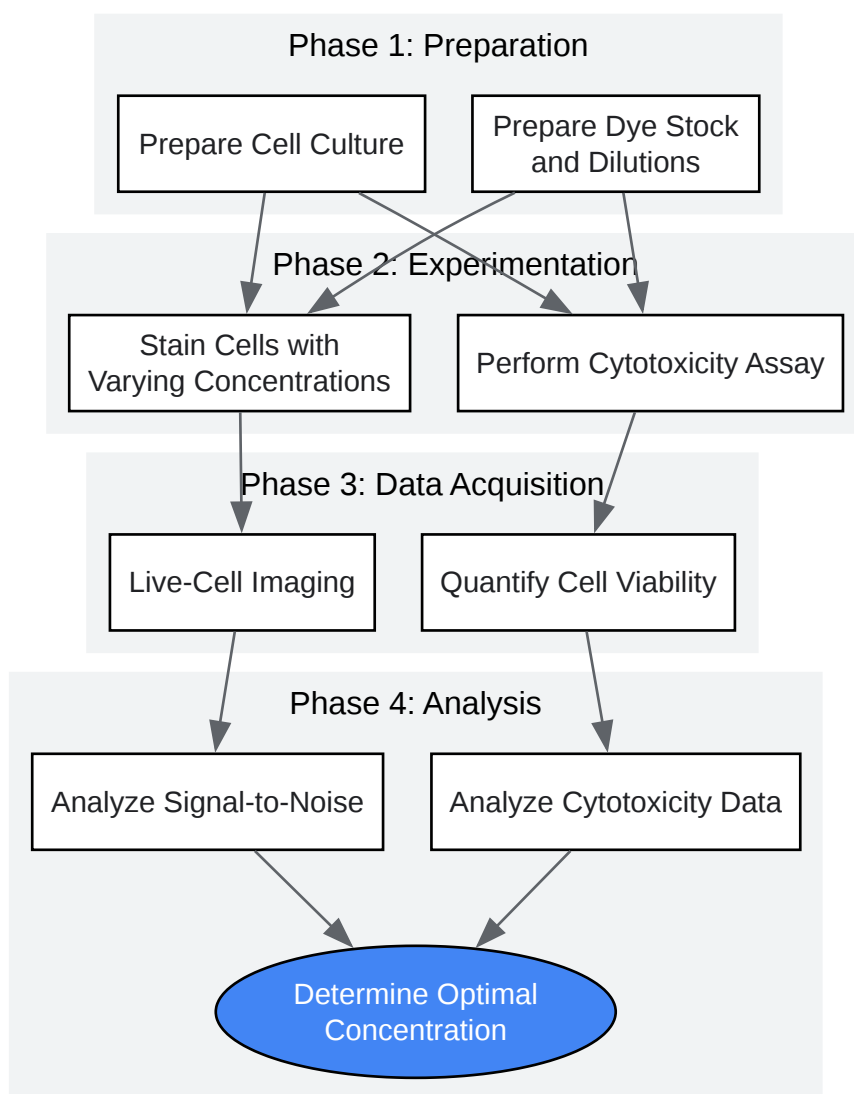 Phase 1: Preparation
Prepare Cell Culture
Prepare Dye Stock
and Dilutions
Phase 2: Experimentation
Stain Cells with
Varying Concentrations
Perform Cytotoxicity Assay
Phase 3: Data Acquisition
Live-Cell Imaging
Quantify Cell Viability
Phase 4: Analysis
Analyze Signal-to-Noise
Analyze Cytotoxicity Data
Determine Optimal
Concentration